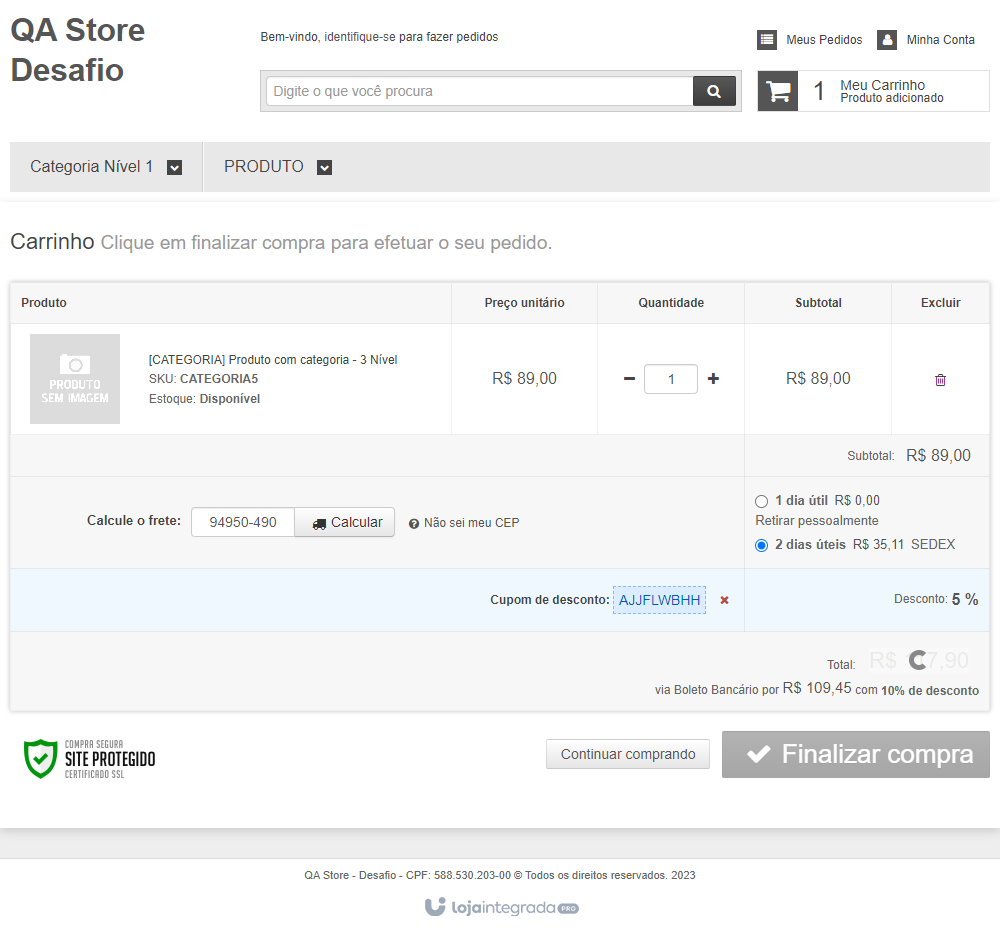 QA Store
Desafio
Bem-vindo, identifique-se para fazer pedidos
Meus Pedidos
Minha Conta
Digite o que você procura
1
Meu Carrinho
Produto adicionado
Categoria Nível 1
PRODUTO
Carrinho Clique em finalizar compra para efetuar o seu pedido.
Produto
Preço unitário
Quantidade
Subtotal
Excluir
PRODUTO
SEM IMAGEM
[CATEGORIA] Produto com categoria - 3 Nível
SKU: CATEGORIA5
Estoque: Disponível
R$ 89,00
1
R$ 89,00
Subtotal: R$ 89,00
Calcule o frete: 94950-490 Calcular Não sei meu CEP
1 dia útil R$ 0,00
Retirar pessoalmente
2 dias úteis R$ 35,11 SEDEX
Cupom de desconto: AJJFLWBHH
Desconto: 5 %
Total: R$
via Boleto Bancário por R$ 109,45 com 10% de desconto
COMPRA SEGURA
SITE PROTEGIDO
CERTIFICADO SSL
Continuar comprando
Finalizar compra
QA Store - Desafio - CPF: 588.530.203-00 © Todos os direitos reservados. 2023
lojaintegrada PRO